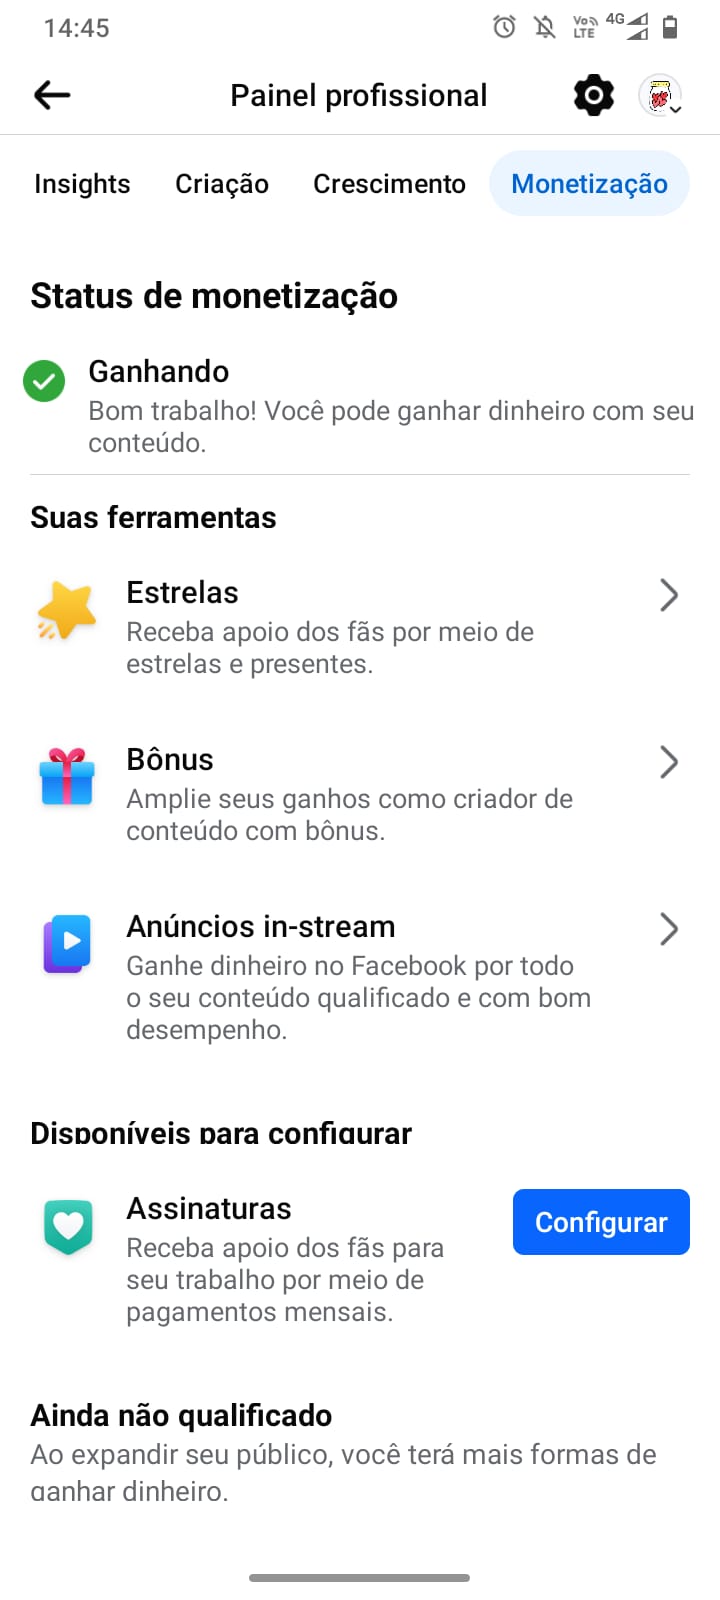 14:45
Vo
LTE
4G
Painel profissional
Insights
Criação
Crescimento
Monetização
Status de monetização
Ganhando
Bom trabalho! Você pode ganhar dinheiro com seu
conteúdo.
Suas ferramentas
Estrelas
Receba apoio dos fãs por meio de
estrelas e presentes.
Bônus
Amplie seus ganhos como criador de
conteúdo com bônus.
Anúncios in-stream
Ganhe dinheiro no Facebook por todo
o seu conteúdo qualificado e com bom
desempenho.
Disponíveis para configurar
Assinaturas
Configurar
Receba apoio dos fãs para
seu trabalho por meio de
pagamentos mensais.
Ainda não qualificado
Ao expandir seu público, você terá mais formas de
ganhar dinheiro.